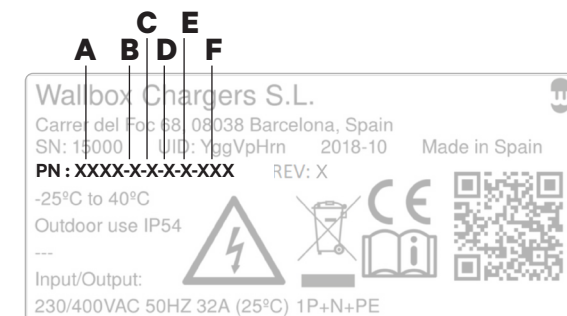 C E
A B D F
Wallbox Chargers S.L.
Carrer del Foc 68, 08038 Barcelona, Spain
SN: 15000 UID: YggVpHrn 2018-10 Made in Spain
PN : XXXX-X-X-X-X-XXX REV: X
-25ºC to 40ºC
Outdoor use IP54
---
Input/Output:
230/400VAC 50HZ 32A (25ºC) 1P+N+PE
CE